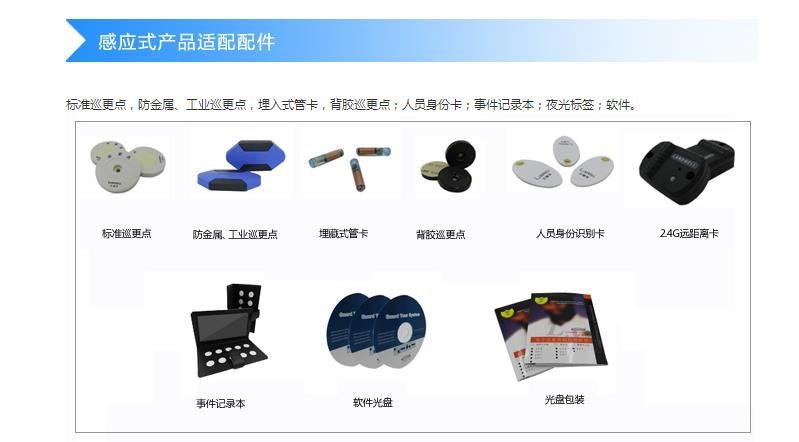 感应式产品适配配件
标准巡更点，防金属、工业巡更点，埋入式管卡，背胶巡更点；人员身份卡；事件记录本；夜光标签；软件。
标准巡更点
防金属、工业巡更点
埋藏式管卡
背胶巡更点
人员身份识别卡
2.4G远距离卡
LANDWELL
Guard Tour System
事件记录本
软件光盘
光盘包装